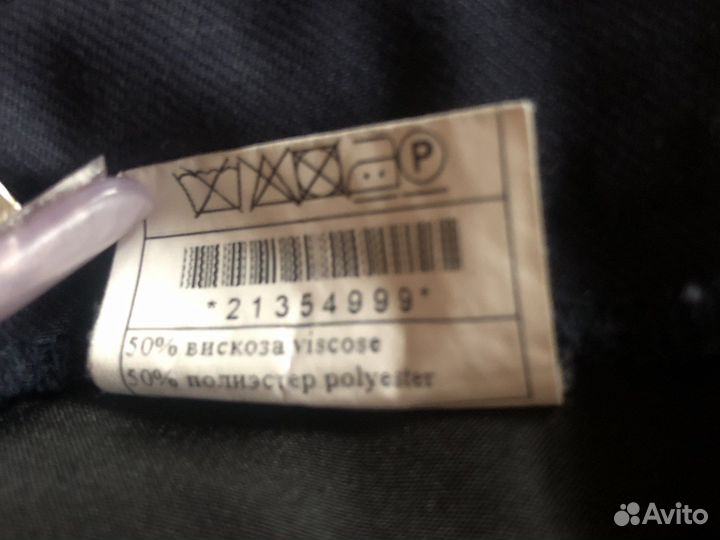 P
*21354999*
50% вискоза viscose
50% полиэстер polyester
Avito